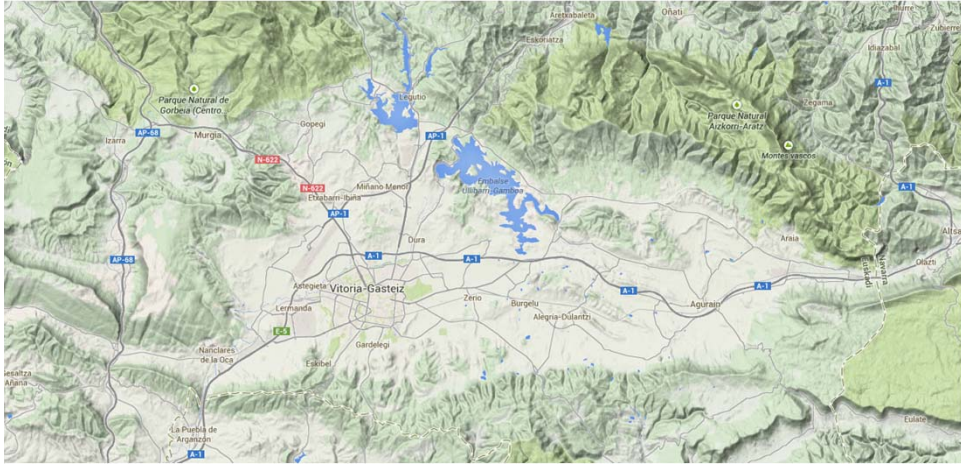 Aretxabaleta
Oñati
Ihurre
Zubierre
Eskoriatza
Idiazabal
A-1
Legutio
Zegama
Parque Natural de
Gorbeia (Centro.
Parque Natural
Aizkorri-Aratz
Gopegi
AP-68
Murgia
AP-1
Izarra
Montes vascos
N-622
Embalse
Ullibarri-Gamboa
N-622
Miñano Menor
A-1
Etxabarri-Ibiña
AP-1
Altsa
Araia
Dura
AP-68
A-1
A-1
Olazti
Navarra
Astegieta
Vitoria-Gasteiz
A-1
A-1
Zerio
Burgelu
Agurain
Lermanda
Alegria-Dulantzi
E-5
Gardelegi
Nanclares
de la Oca
Eskibel
Añana
La Puebla de
Arganzón
Eulate
A-1